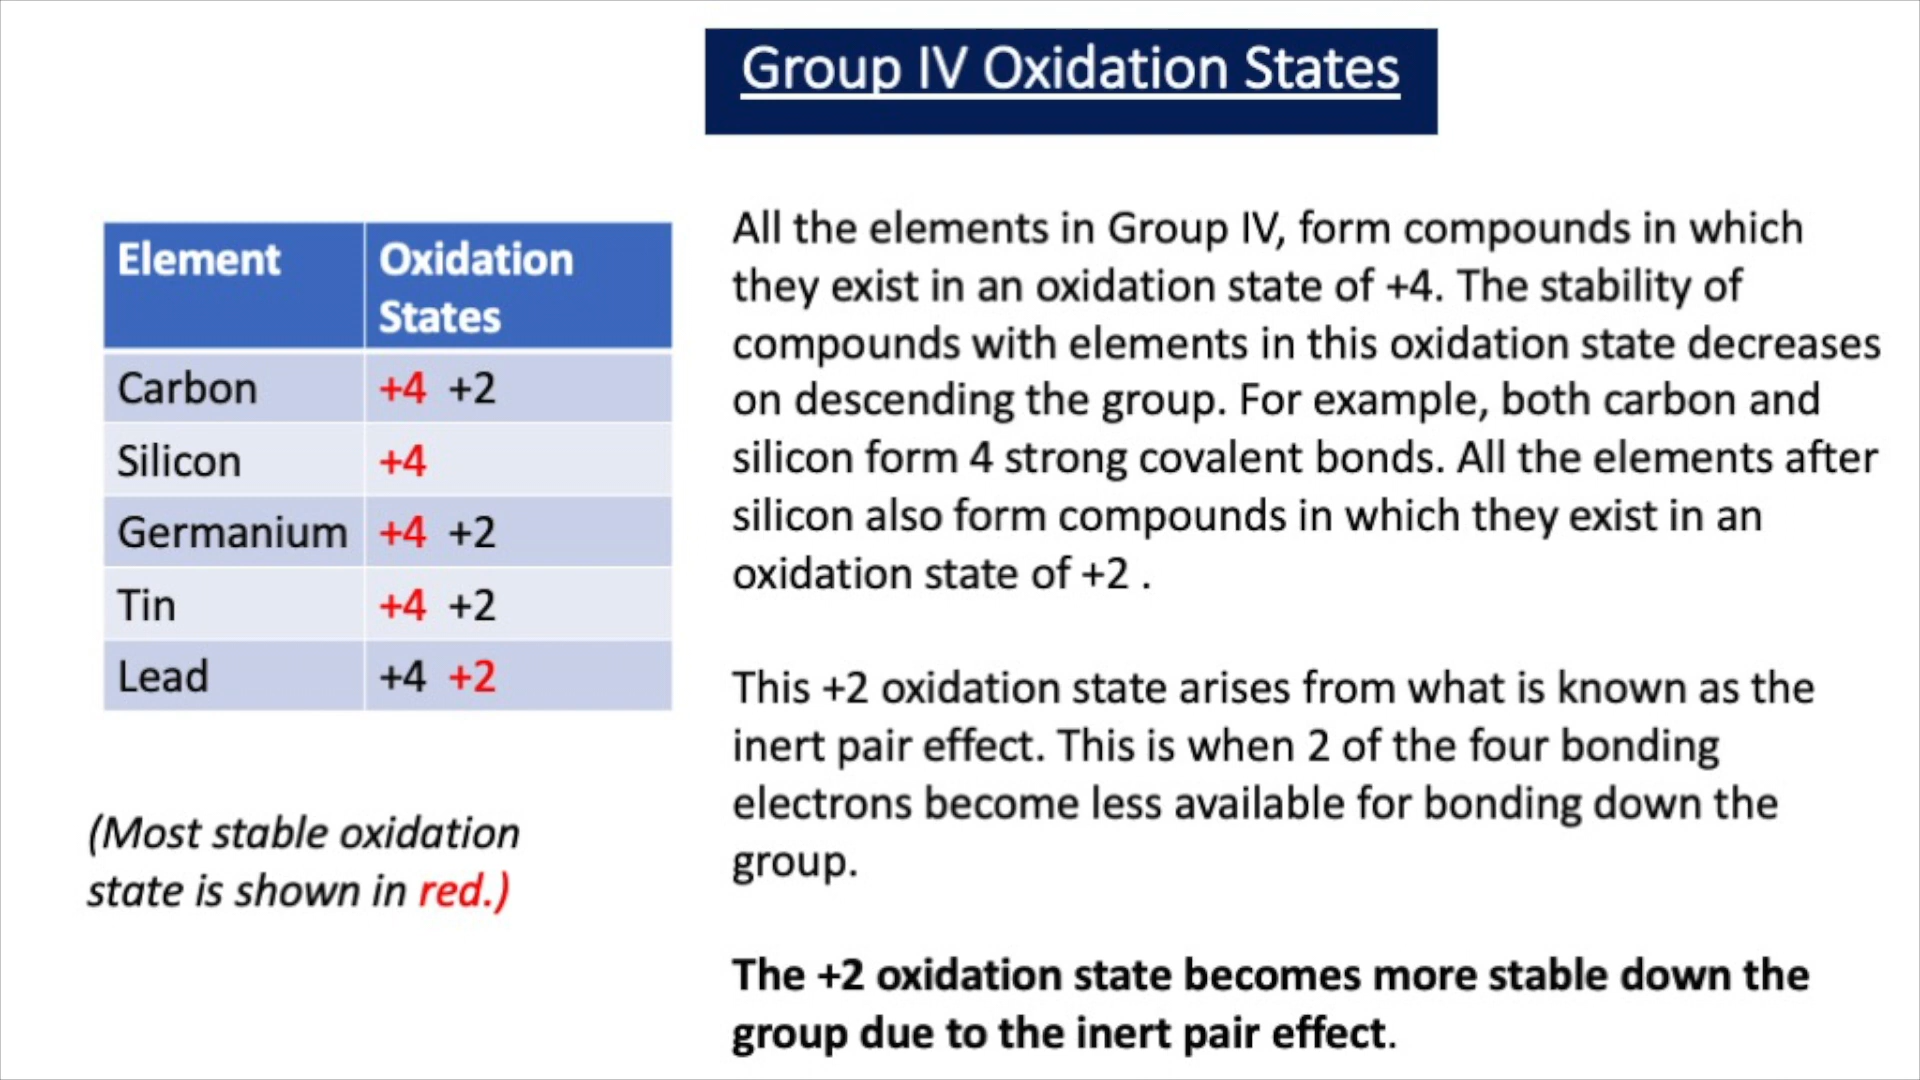 Group IV Oxidation States
Element Oxidation States
Carbon +4 +2
Silicon +4
Germanium +4 +2
Tin +4 +2
Lead +4 +2
(Most stable oxidation
state is shown in red.)
All the elements in Group IV, form compounds in which
they exist in an oxidation state of +4. The stability of
compounds with elements in this oxidation state decreases
on descending the group. For example, both carbon and
silicon form 4 strong covalent bonds. All the elements after
silicon also form compounds in which they exist in an
oxidation state of +2 .
This +2 oxidation state arises from what is known as the
inert pair effect. This is when 2 of the four bonding
electrons become less available for bonding down the
group.
The +2 oxidation state becomes more stable down the
group due to the inert pair effect.